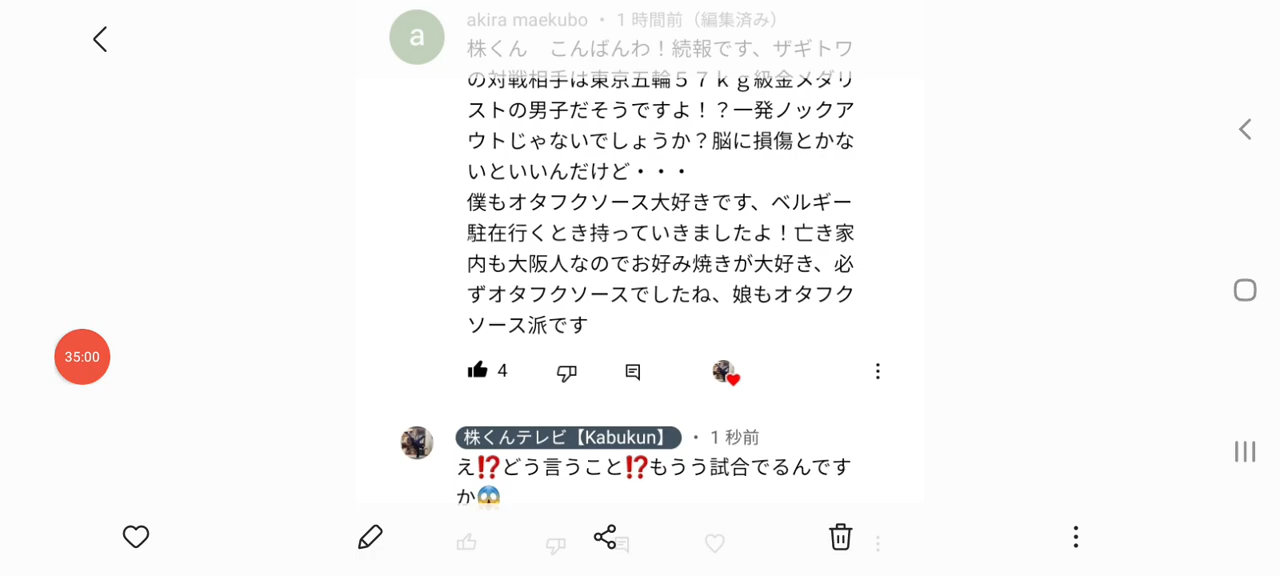 a
akira maekubo ・ 1 時間前（編集済み）
株くん　こんばんわ！続報です、ザギトワ
の対戦相手は東京五輪５７ｋｇ級金メダリ
ストの男子だそうですよ！？一発ノックア
ウトじゃないでしょうか？脳に損傷とかな
いといいんだけど・・・
僕もオタフクソース大好きです、ベルギー
駐在行くとき持っていきましたよ！亡き家
内も大阪人なのでお好み焼きが大好き、必
ずオタフクソースでしたね、娘もオタフク
ソース派です
35:00
4
株くんテレビ【Kabukun】 ・ 1 秒前
え⁉️どう言うこと⁉️もうう試合でるんです
か😱